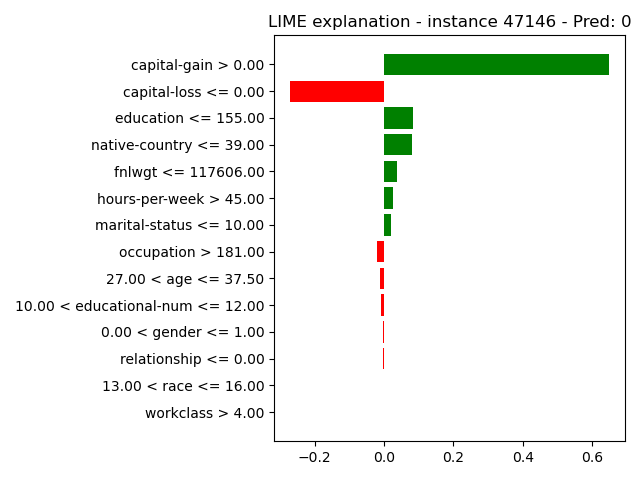 LIME explanation - instance 47146 - Pred: 0
capital-gain > 0.00
capital-loss <= 0.00
education <= 155.00
native-country <= 39.00
fnlwgt <= 117606.00
hours-per-week > 45.00
marital-status <= 10.00
occupation > 181.00
27.00 < age <= 37.50
10.00 < educational-num <= 12.00
0.00 < gender <= 1.00
relationship <= 0.00
13.00 < race <= 16.00
workclass > 4.00
−0.2 0.0 0.2 0.4 0.6